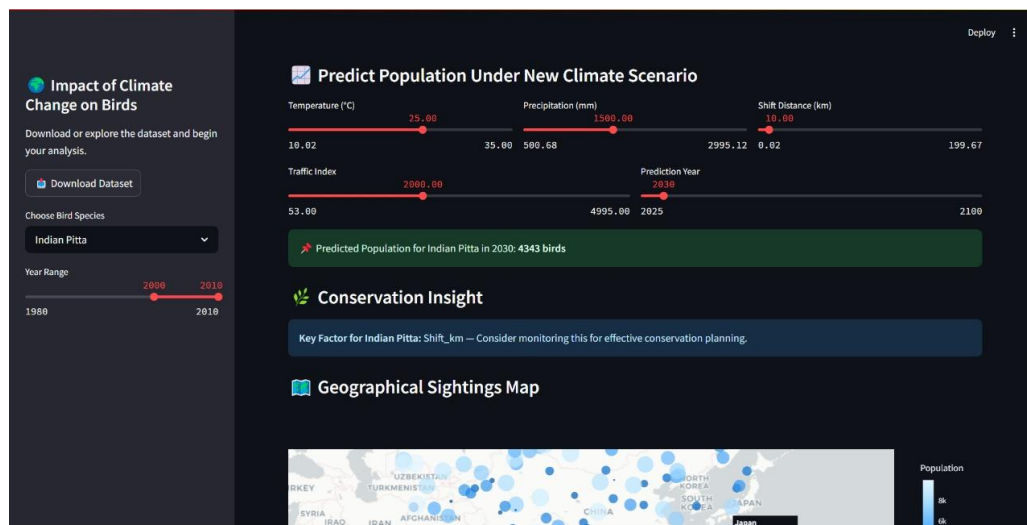 Deploy
🌍 Impact of Climate
Change on Birds
Download or explore the dataset and begin
your analysis.
📥 Download Dataset
Choose Bird Species
Indian Pitta
Year Range
2000 2010
1980 2010
📈 Predict Population Under New Climate Scenario
Temperature (°C) Precipitation (mm) Shift Distance (km)
25.00 1500.00 10.00
10.02 35.00 500.68 2995.12 0.02 199.67
Traffic Index Prediction Year
2000.00 2030
53.00 4995.00 2025 2100
📌 Predicted Population for Indian Pitta in 2030: 4343 birds
🌿 Conservation Insight
Key Factor for Indian Pitta: Shift_km — Consider monitoring this for effective conservation planning.
🗺️ Geographical Sightings Map
Population
8k
6k
UZBEKISTAN
TURKMENISTAN
RKEY
SYRIA
IRAQ
IRAN
AFGHANISTAN
CHINA
NORTH
KOREA
SOUTH
KOREA
JAPAN
Japan